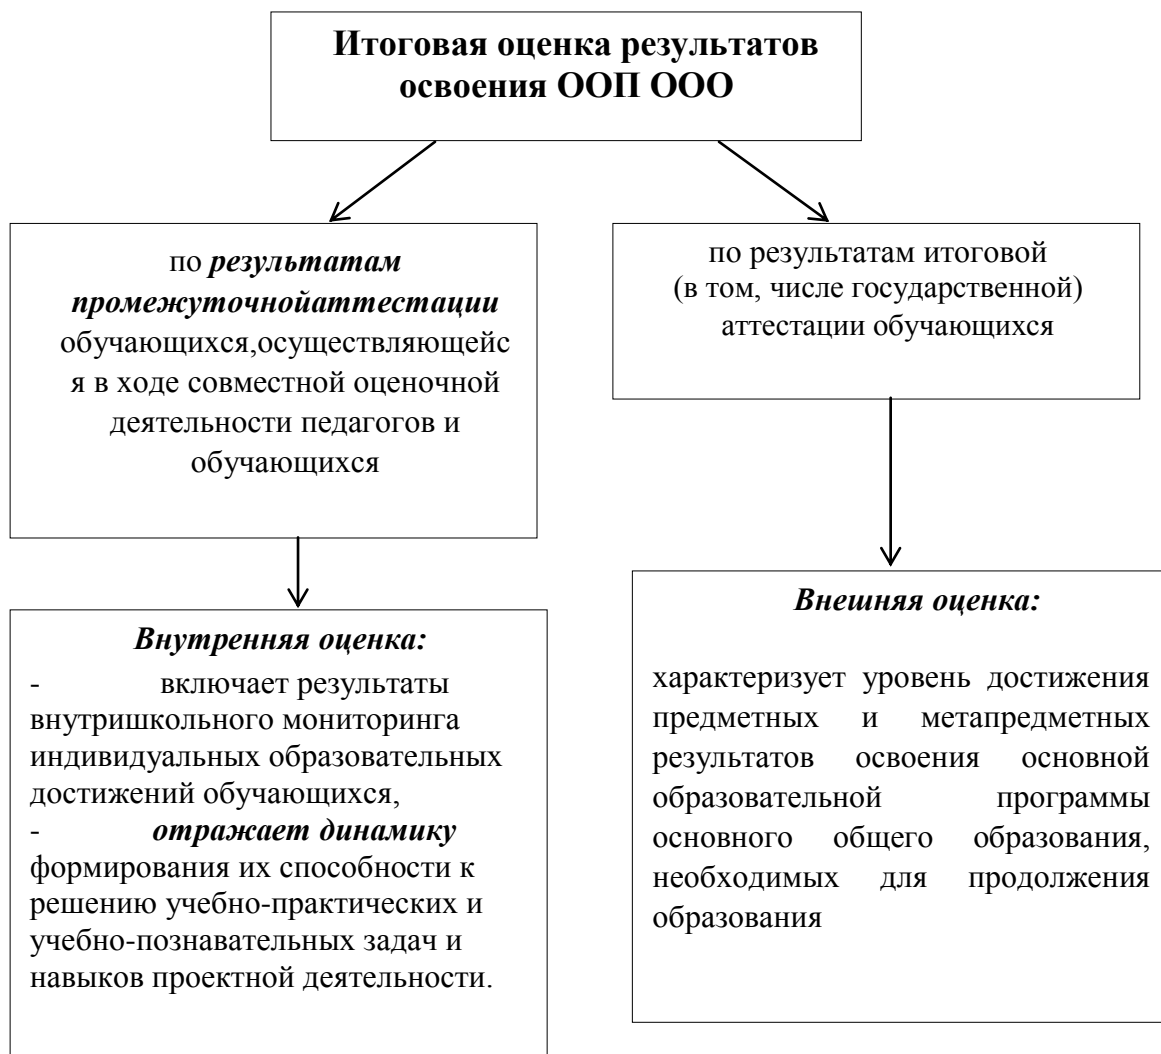 Итоговая оценка результатов
освоения ООП ООО
по результатам
промежуточнойаттестации
обучающихся,осуществляющейс
я в ходе совместной оценочной
деятельности педагогов и
обучающихся
по результатам итоговой
(в том, числе государственной)
аттестации обучающихся
Внутренняя оценка:
- включает результаты
внутришкольного мониторинга
индивидуальных образовательных
достижений обучающихся,
- отражает динамику
формирования их способности к
решению учебно-практических и
учебно-познавательных задач и
навыков проектной деятельности.
Внешняя оценка:
характеризует уровень достижения
предметных и метапредметных
результатов освоения основной
образовательной программы
основного общего образования,
необходимых для продолжения
образования